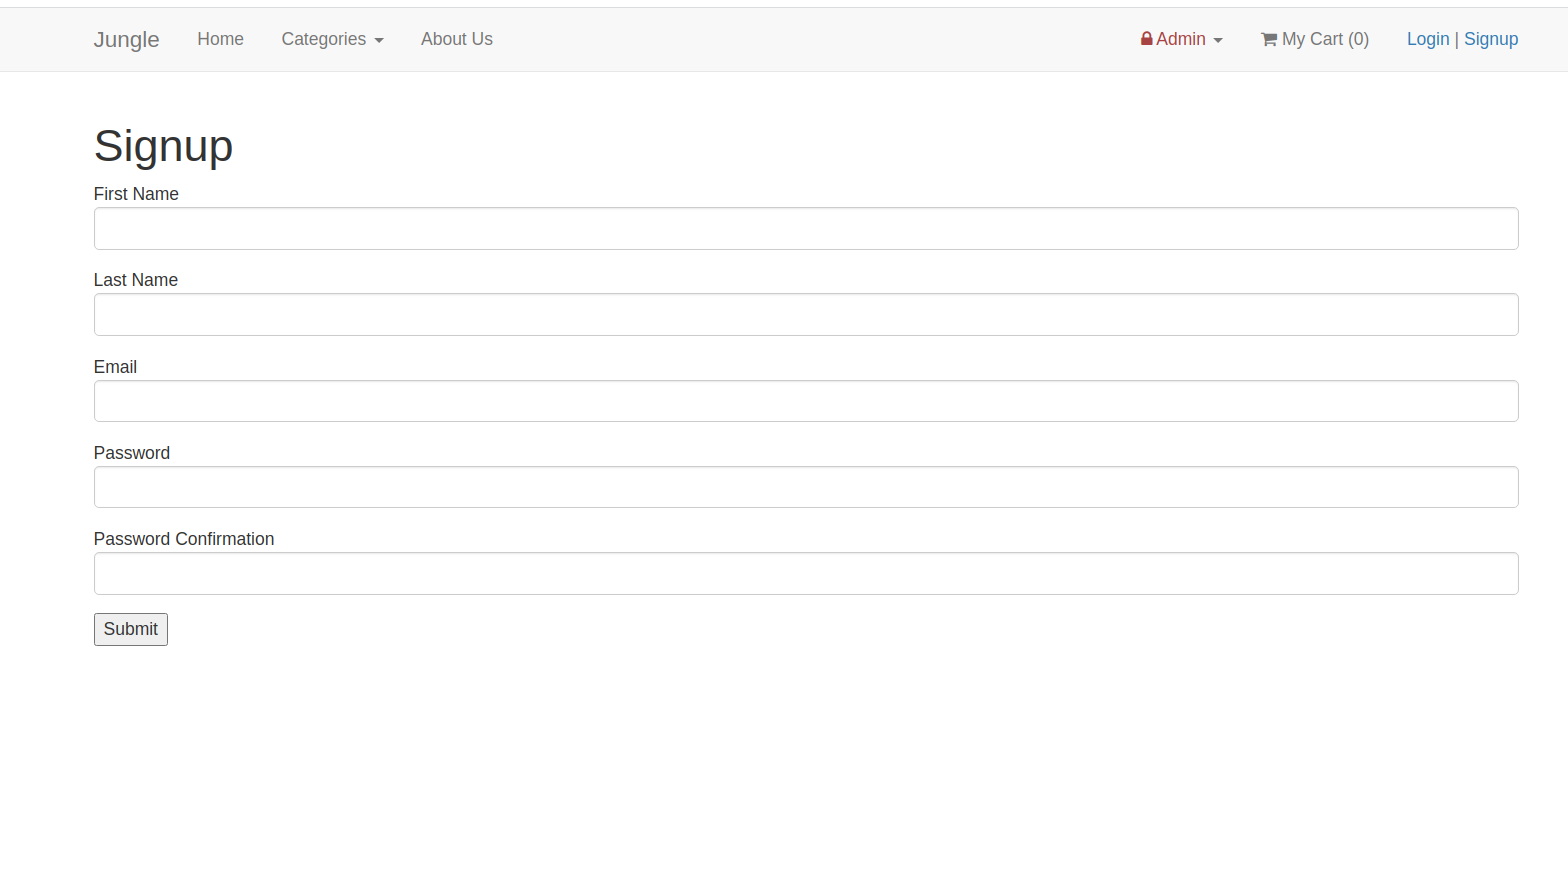 Jungle Home Categories About Us Admin My Cart (0) Login | Signup
Signup
First Name
Last Name
Email
Password
Password Confirmation
Submit